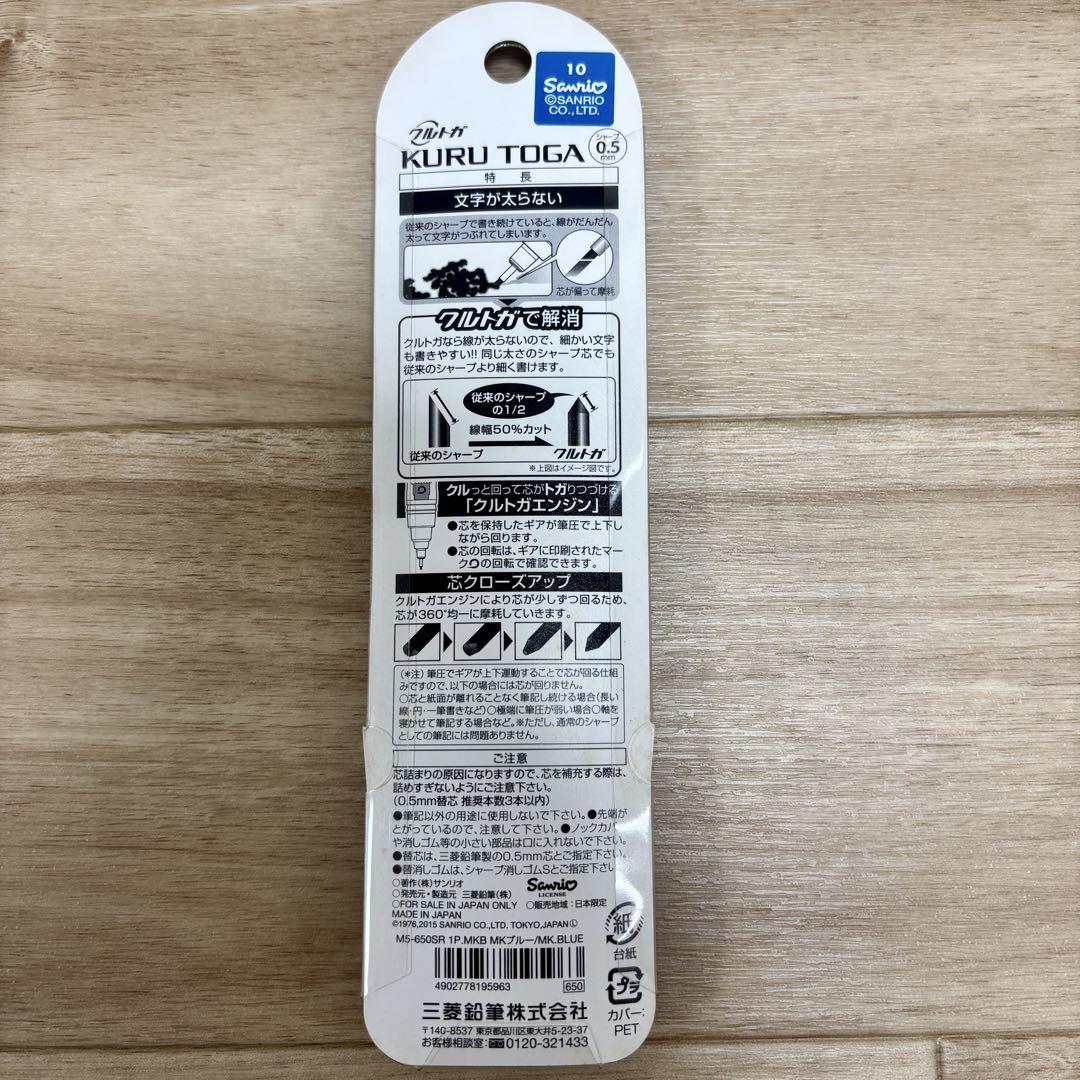 10
Sanrio
©SANRIO
CO., LTD.
クルトガ
KURU TOGA
シャープ
0.5
mm
特長
文字が太らない
従来のシャープで書き続けていると、線がだんだん
太って文字がつぶれてしまいます。
芯が偏って摩耗
クルトガで解消
クルトガなら線が太らないので、細かい文字
も書きやすい!! 同じ太さのシャープ芯でも
従来のシャープより細く書けます。
従来のシャープ
の1/2
線幅50%カット
従来のシャープ
クルトガ
※上図はイメージ図です。
クルっと回って芯がトガりつづける
「クルトガエンジン」
●芯を保持したギアが筆圧で上下し
ながら回ります。
●芯の回転は、ギアに印刷されたマー
クの回転で確認できます。
芯クローズアップ
クルトガエンジンにより芯が少しずつ回るため、
芯が360°均一に摩耗していきます。
(*注) 筆圧でギアが上下運動することで芯が回る仕組
みですので、以下の場合には芯が回りません。
○芯と紙面が離れることなく筆記し続ける場合(長い
線・円・一筆書きなど)○極端に筆圧が弱い場合○軸を
寝かせて筆記する場合など。※ただし、通常のシャープ
としての筆記には問題ありません。
ご注意
芯詰まりの原因になりますので、芯を補充する際は、
詰めすぎないようにご注意下さい。
(0.5mm替芯 推奨本数3本以内)
●筆記以外の用途に使用しないで下さい。●先端が
とがっているので、注意して下さい。●ノックカバー
や消しゴム等の小さい部品は口に入れないで下さい。
●替芯は、三菱鉛筆製の0.5mm芯とご指定下さい。
●替消しゴムは、シャープ消しゴムSとご指定下さい
○著作(株)サンリオ
○発売元・製造元 三菱鉛筆(株)
Sanrio
LICENSE
○FOR SALE IN JAPAN ONLY ○販売地域:日本限定
MADE IN JAPAN
©1976,2015 SANRIO CO.,LTD. TOKYO,JAPAN Ⓛ
M5-650SR 1P.MKB MKブルー/MK.BLUE
4902778195963
650
紙
台紙
プラ
カバー:
PET
三菱鉛筆株式会社
〒140-8537 東京都品川区東大井5-23-37
お客様相談室:0120-321433